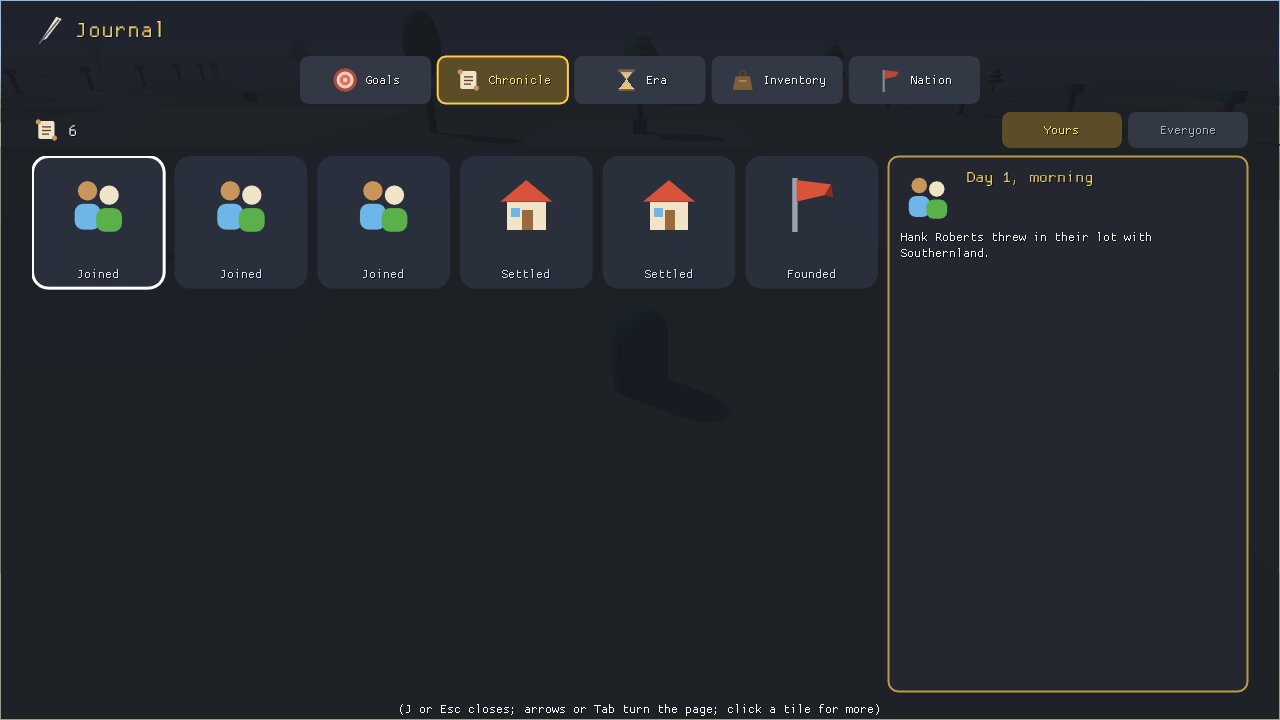 Journal
Goals
Chronicle
Era
Inventory
Nation
6
Yours
Everyone
Joined
Joined
Joined
Settled
Settled
Founded
Day 1, morning
Hank Roberts threw in their lot with
Southernland.
(J or Esc closes; arrows or Tab turn the page; click a tile for more)